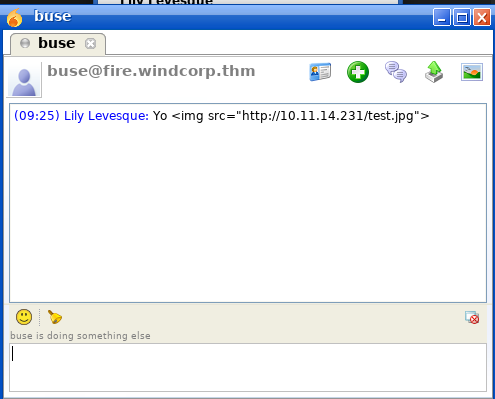 Lily Levesque
buse
buse
buse@fire.windcorp.thm
(09:25) Lily Levesque: Yo <img src="http://10.11.14.231/test.jpg">
buse is doing something else